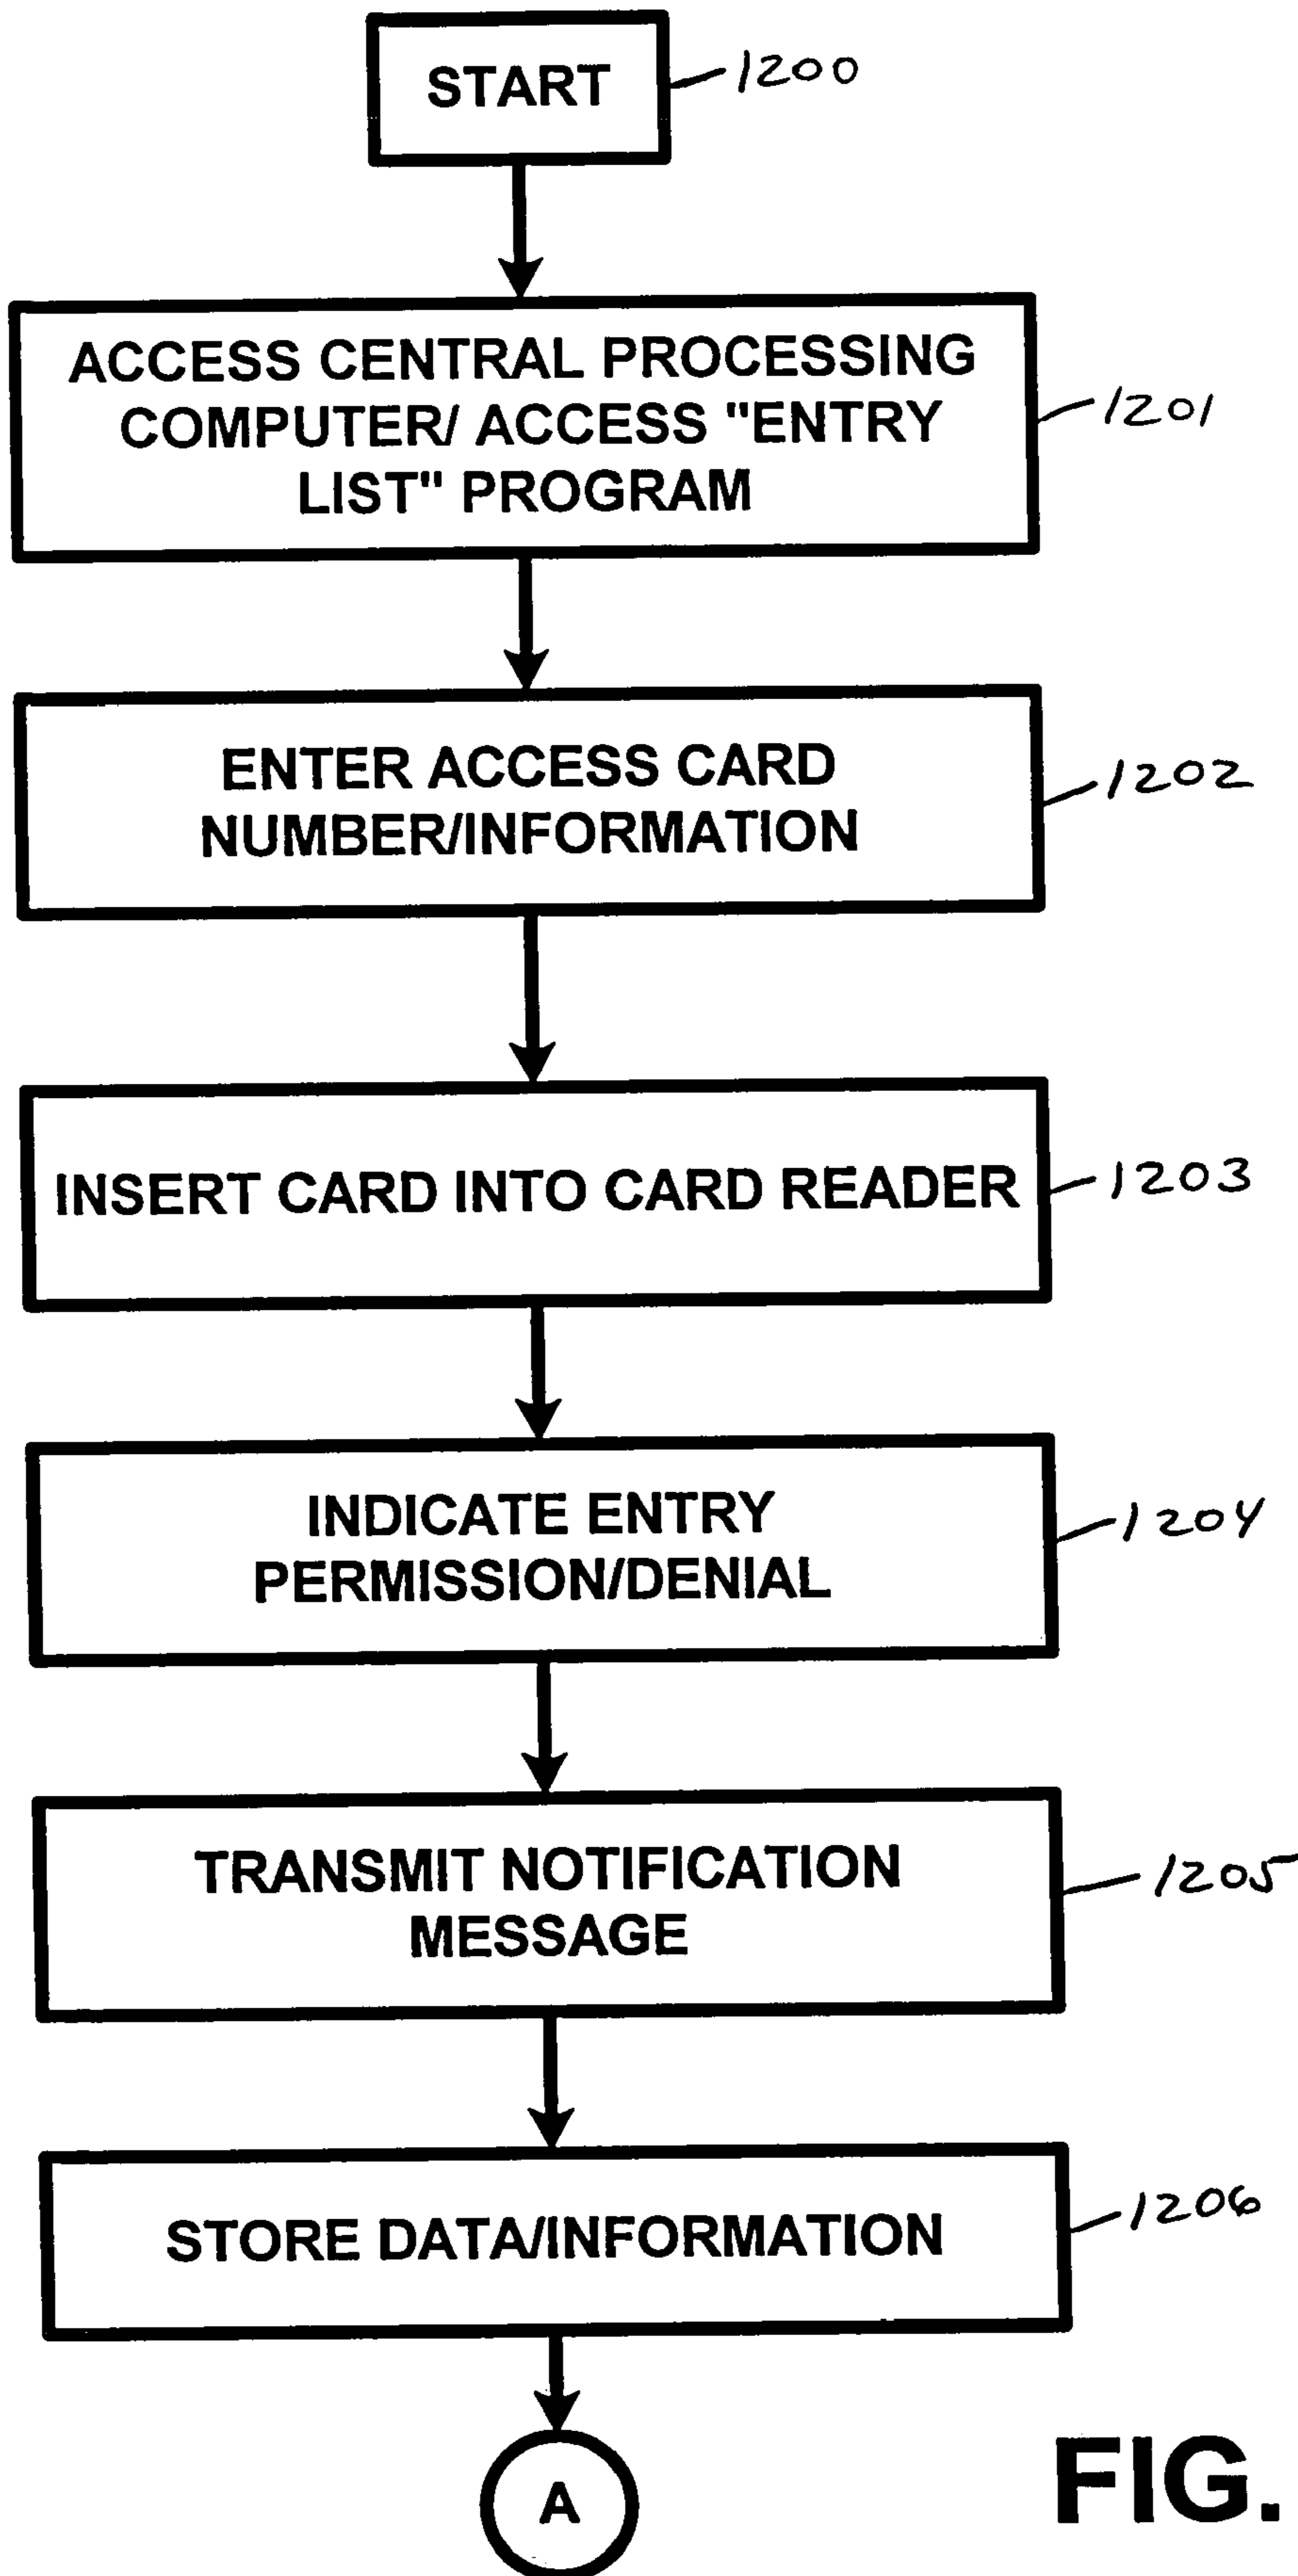 START
1200
ACCESS CENTRAL PROCESSING
COMPUTER/ ACCESS "ENTRY
LIST" PROGRAM
1201
ENTER ACCESS CARD
NUMBER/INFORMATION
1202
INSERT CARD INTO CARD READER
1203
INDICATE ENTRY
PERMISSION/DENIAL
1204
TRANSMIT NOTIFICATION
MESSAGE
1205
STORE DATA/INFORMATION
1206
A
FIG.